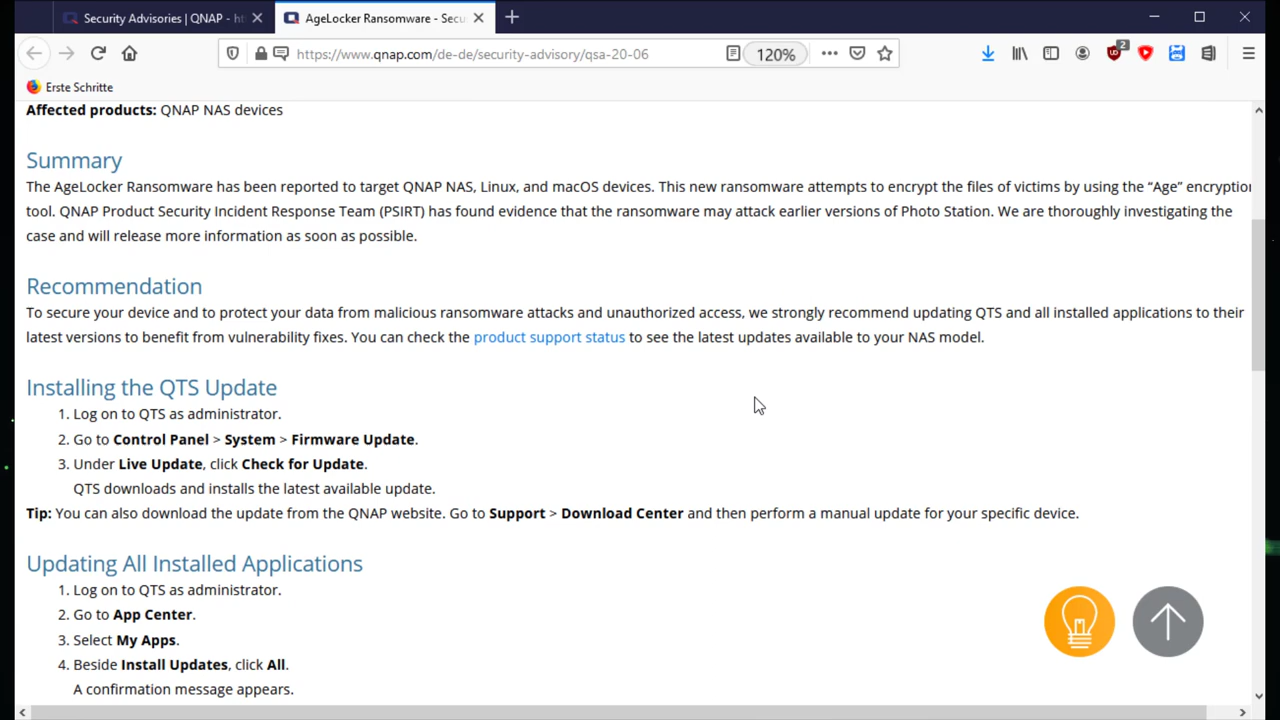 Security Advisories | QNAP - ht
AgeLocker Ransomware - Secu
https://www.qnap.com/de-de/security-advisory/qsa-20-06
120%
2
Erste Schritte
Affected products: QNAP NAS devices
Summary
The AgeLocker Ransomware has been reported to target QNAP NAS, Linux, and macOS devices. This new ransomware attempts to encrypt the files of victims by using the “Age” encryption
tool. QNAP Product Security Incident Response Team (PSIRT) has found evidence that the ransomware may attack earlier versions of Photo Station. We are thoroughly investigating the
case and will release more information as soon as possible.
Recommendation
To secure your device and to protect your data from malicious ransomware attacks and unauthorized access, we strongly recommend updating QTS and all installed applications to their
latest versions to benefit from vulnerability fixes. You can check the product support status to see the latest updates available to your NAS model.
Installing the QTS Update
1. Log on to QTS as administrator.
2. Go to Control Panel > System > Firmware Update.
3. Under Live Update, click Check for Update.
QTS downloads and installs the latest available update.
Tip: You can also download the update from the QNAP website. Go to Support > Download Center and then perform a manual update for your specific device.
Updating All Installed Applications
1. Log on to QTS as administrator.
2. Go to App Center.
3. Select My Apps.
4. Beside Install Updates, click All.
A confirmation message appears.